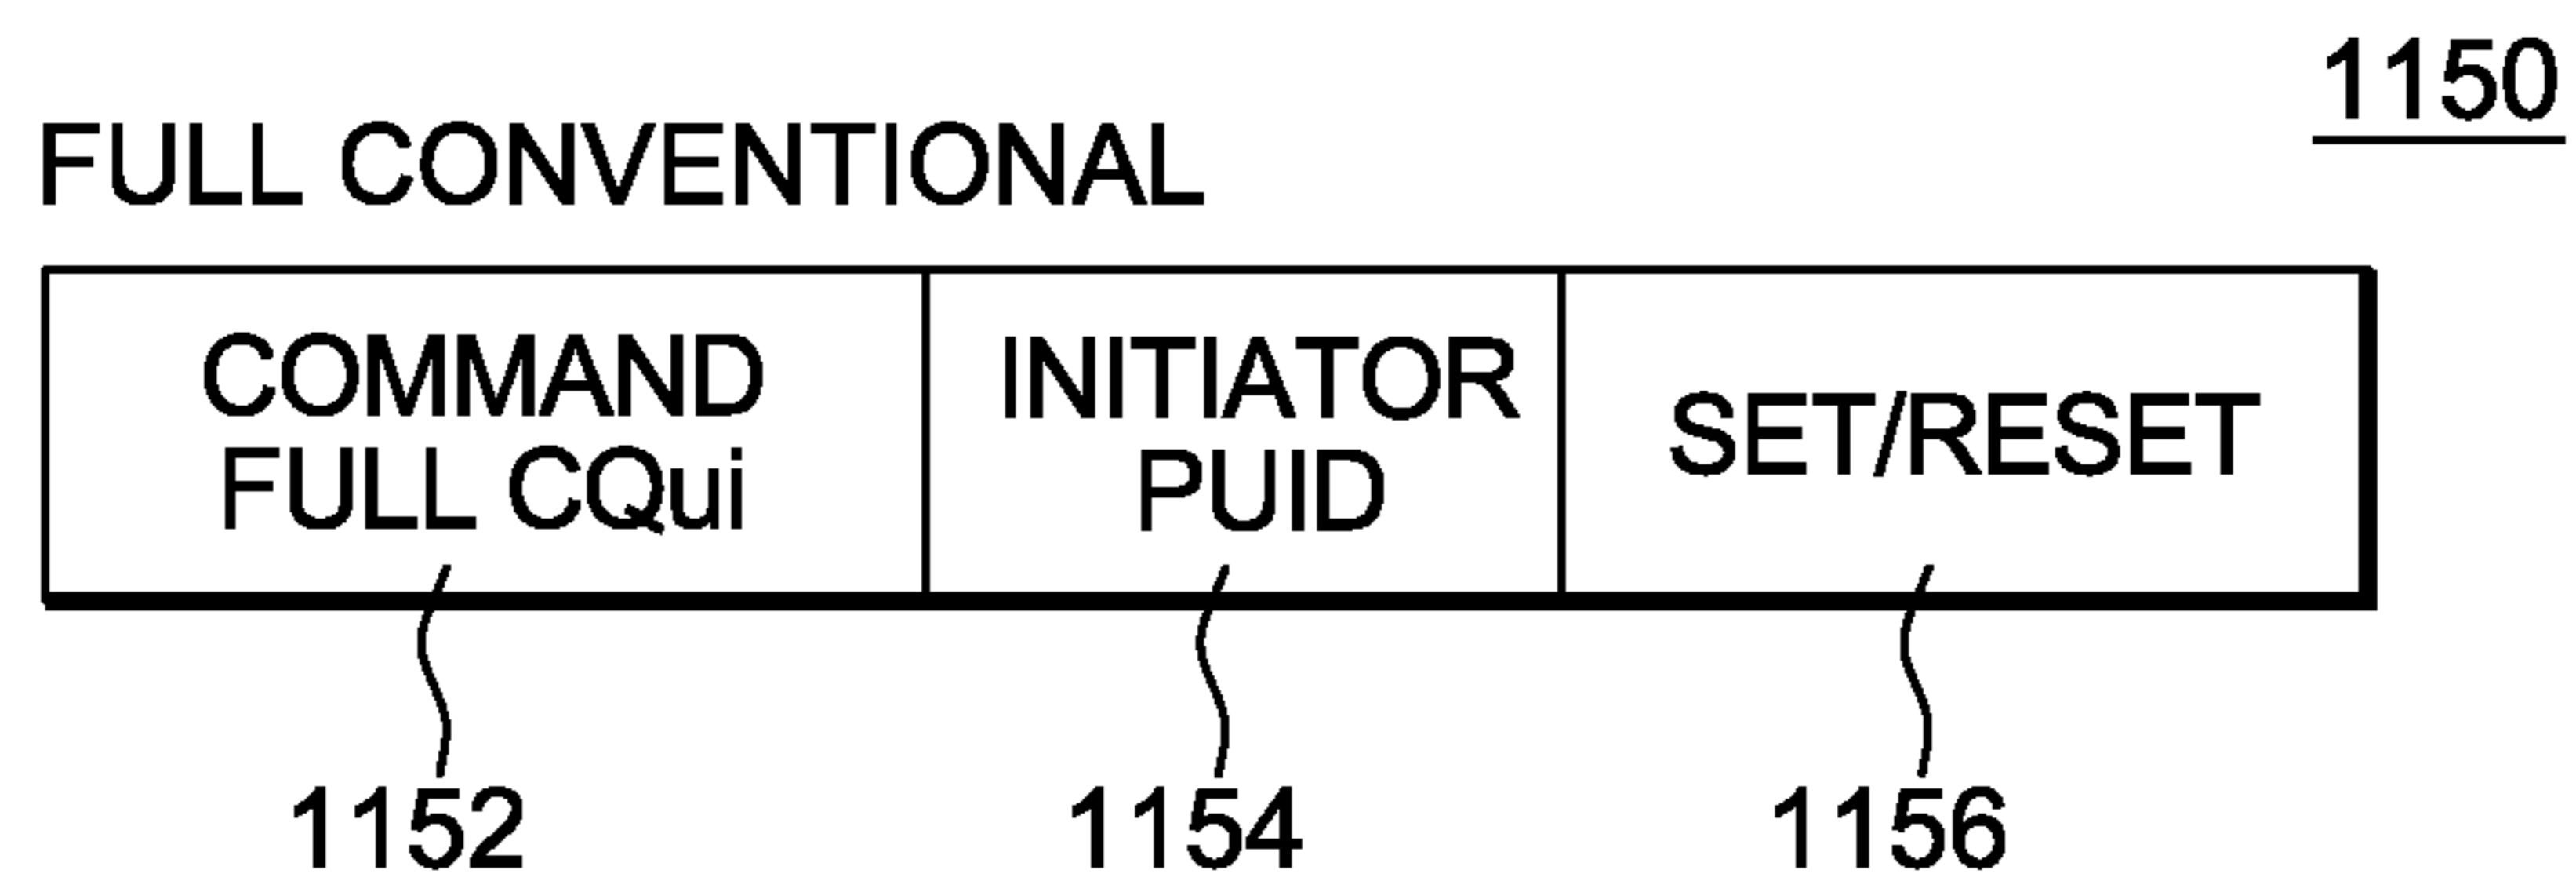 1150
FULL CONVENTIONAL
COMMAND
FULL CQui
INITIATOR
PUID
SET/RESET
1152
1154
1156